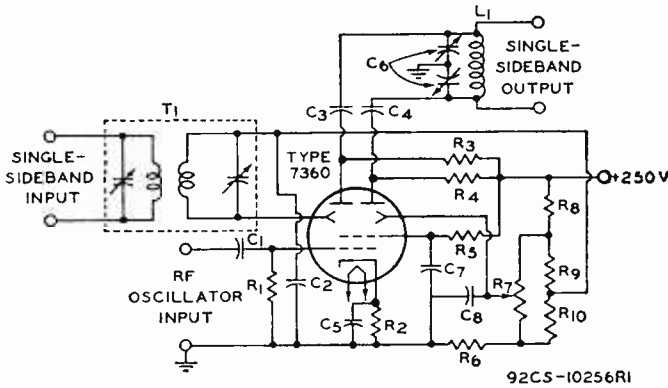 L1
C6
SINGLE-
SIDEBAND
OUTPUT
C3
C4
T1
SINGLE-
SIDEBAND
INPUT
TYPE
7360
R3
R4
+250V
R8
C1
R5
RF
OSCILLATOR
INPUT
R1
C2
C7
R7
R9
C8
R10
C5
R2
R6
92CS-10256R1